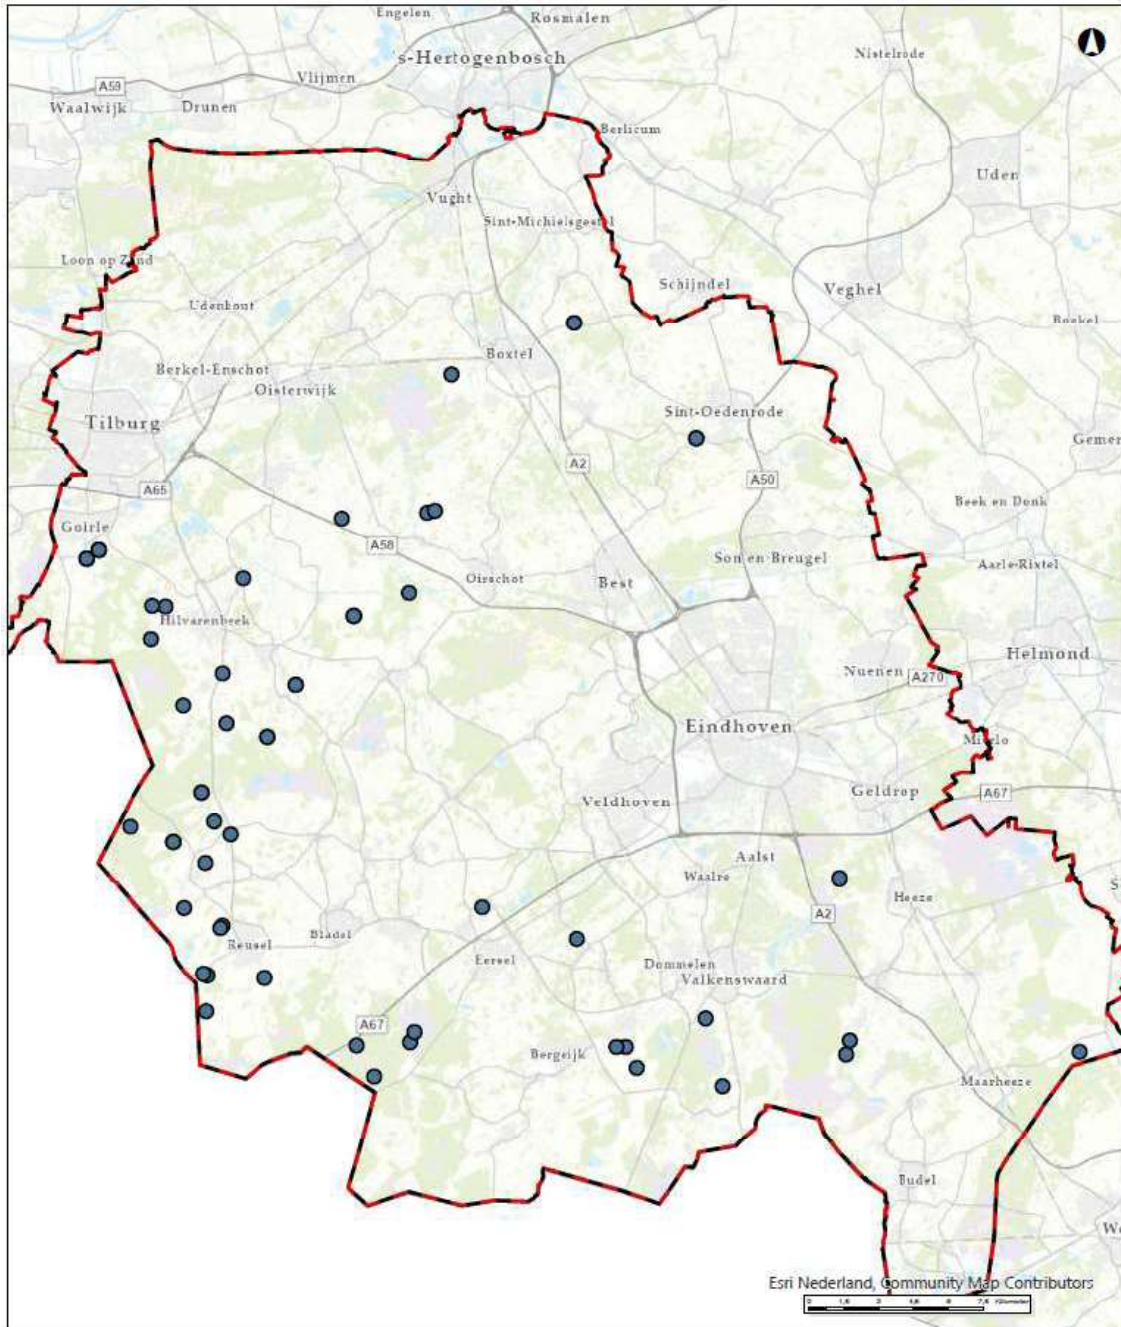 Engelen
Rosmalen
's-Hertogenbosch
Nistelrode
Vlijmen
A59
Waalwijk
Drunen
Berlicum
Uden
Vught
Sint-Michielsgestel
Loon op Zand
Schijndel
Veghel
Udenhout
Boekel
Boxtel
Berkel-Enschot
Oisterwijk
Sint-Oedenrode
Tilburg
Gemer
A2
A65
A50
Beek en Donk
Goirle
A58
Son en Breugel
Aarle-Rixtel
Oirschot
Best
Hilvarenbeek
Helmond
Nuenen
A270
Eindhoven
Mierlo
Geldrop
A67
Veldhoven
Aalst
Waalre
Heeze
A2
Bladel
Reusel
Eersel
Dommelen
Valkenswaard
A67
Bergeijk
Maarheeze
Budel
We
Esri Nederland, Community Map Contributors